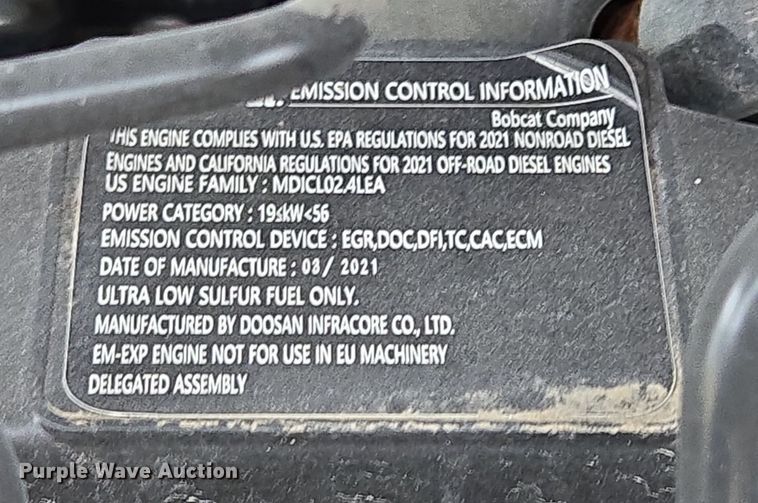 EMISSION CONTROL INFORMATION
Bobcat Company
THIS ENGINE COMPLIES WITH U.S. EPA REGULATIONS FOR 2021 NONROAD DIESEL
ENGINES AND CALIFORNIA REGULATIONS FOR 2021 OFF-ROAD DIESEL ENGINES
US ENGINE FAMILY : MDICL02.4LEA
POWER CATEGORY : 19≤kW<56
EMISSION CONTROL DEVICE : EGR,DOC,DFI,TC,CAC,ECM
DATE OF MANUFACTURE : 03/ 2021
ULTRA LOW SULFUR FUEL ONLY.
MANUFACTURED BY DOOSAN INFRACORE CO., LTD.
EM-EXP ENGINE NOT FOR USE IN EU MACHINERY
DELEGATED ASSEMBLY
Purple Wave Auction